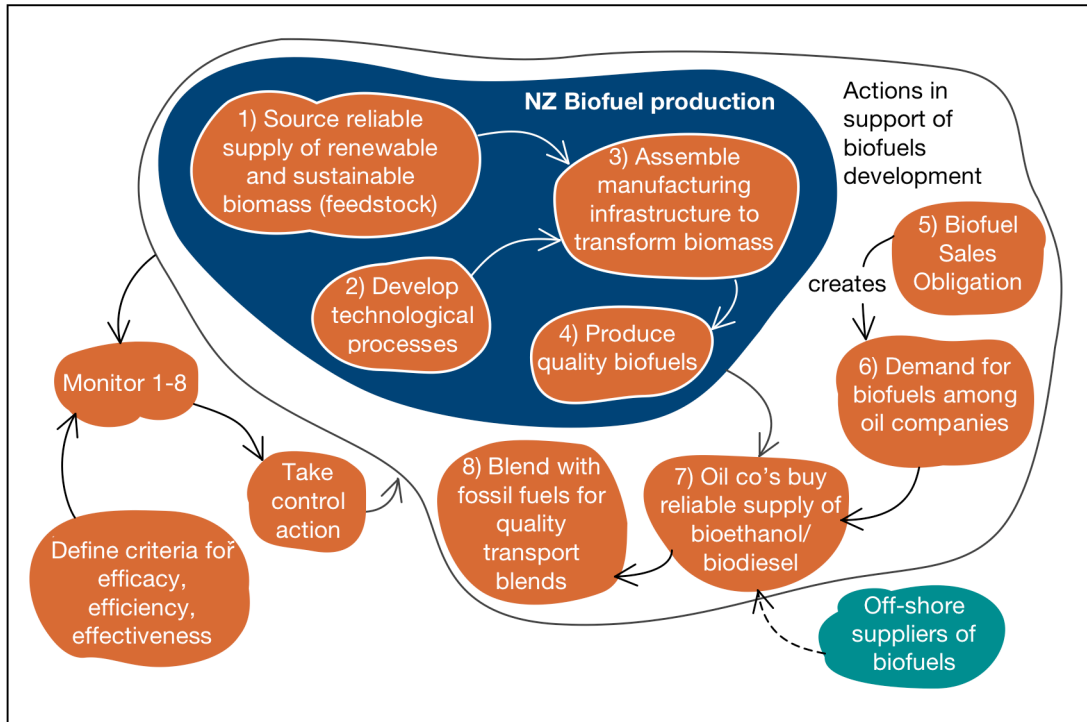 NZ Biofuel production
1) Source reliable
supply of renewable
and sustainable
biomass (feedstock)
3) Assemble
manufacturing
infrastructure to
transform biomass
2) Develop
technological
processes
4) Produce
quality biofuels
Actions in
support of
biofuels
development
5) Biofuel
Sales
Obligation
creates
6) Demand for
biofuels among
oil companies
7) Oil co's buy
reliable supply of
bioethanol/
biodiesel
8) Blend with
fossil fuels for
quality
transport
blends
Off-shore
suppliers of
biofuels
Monitor 1-8
Take
control
action
Define criteria for
efficacy,
efficiency,
effectiveness